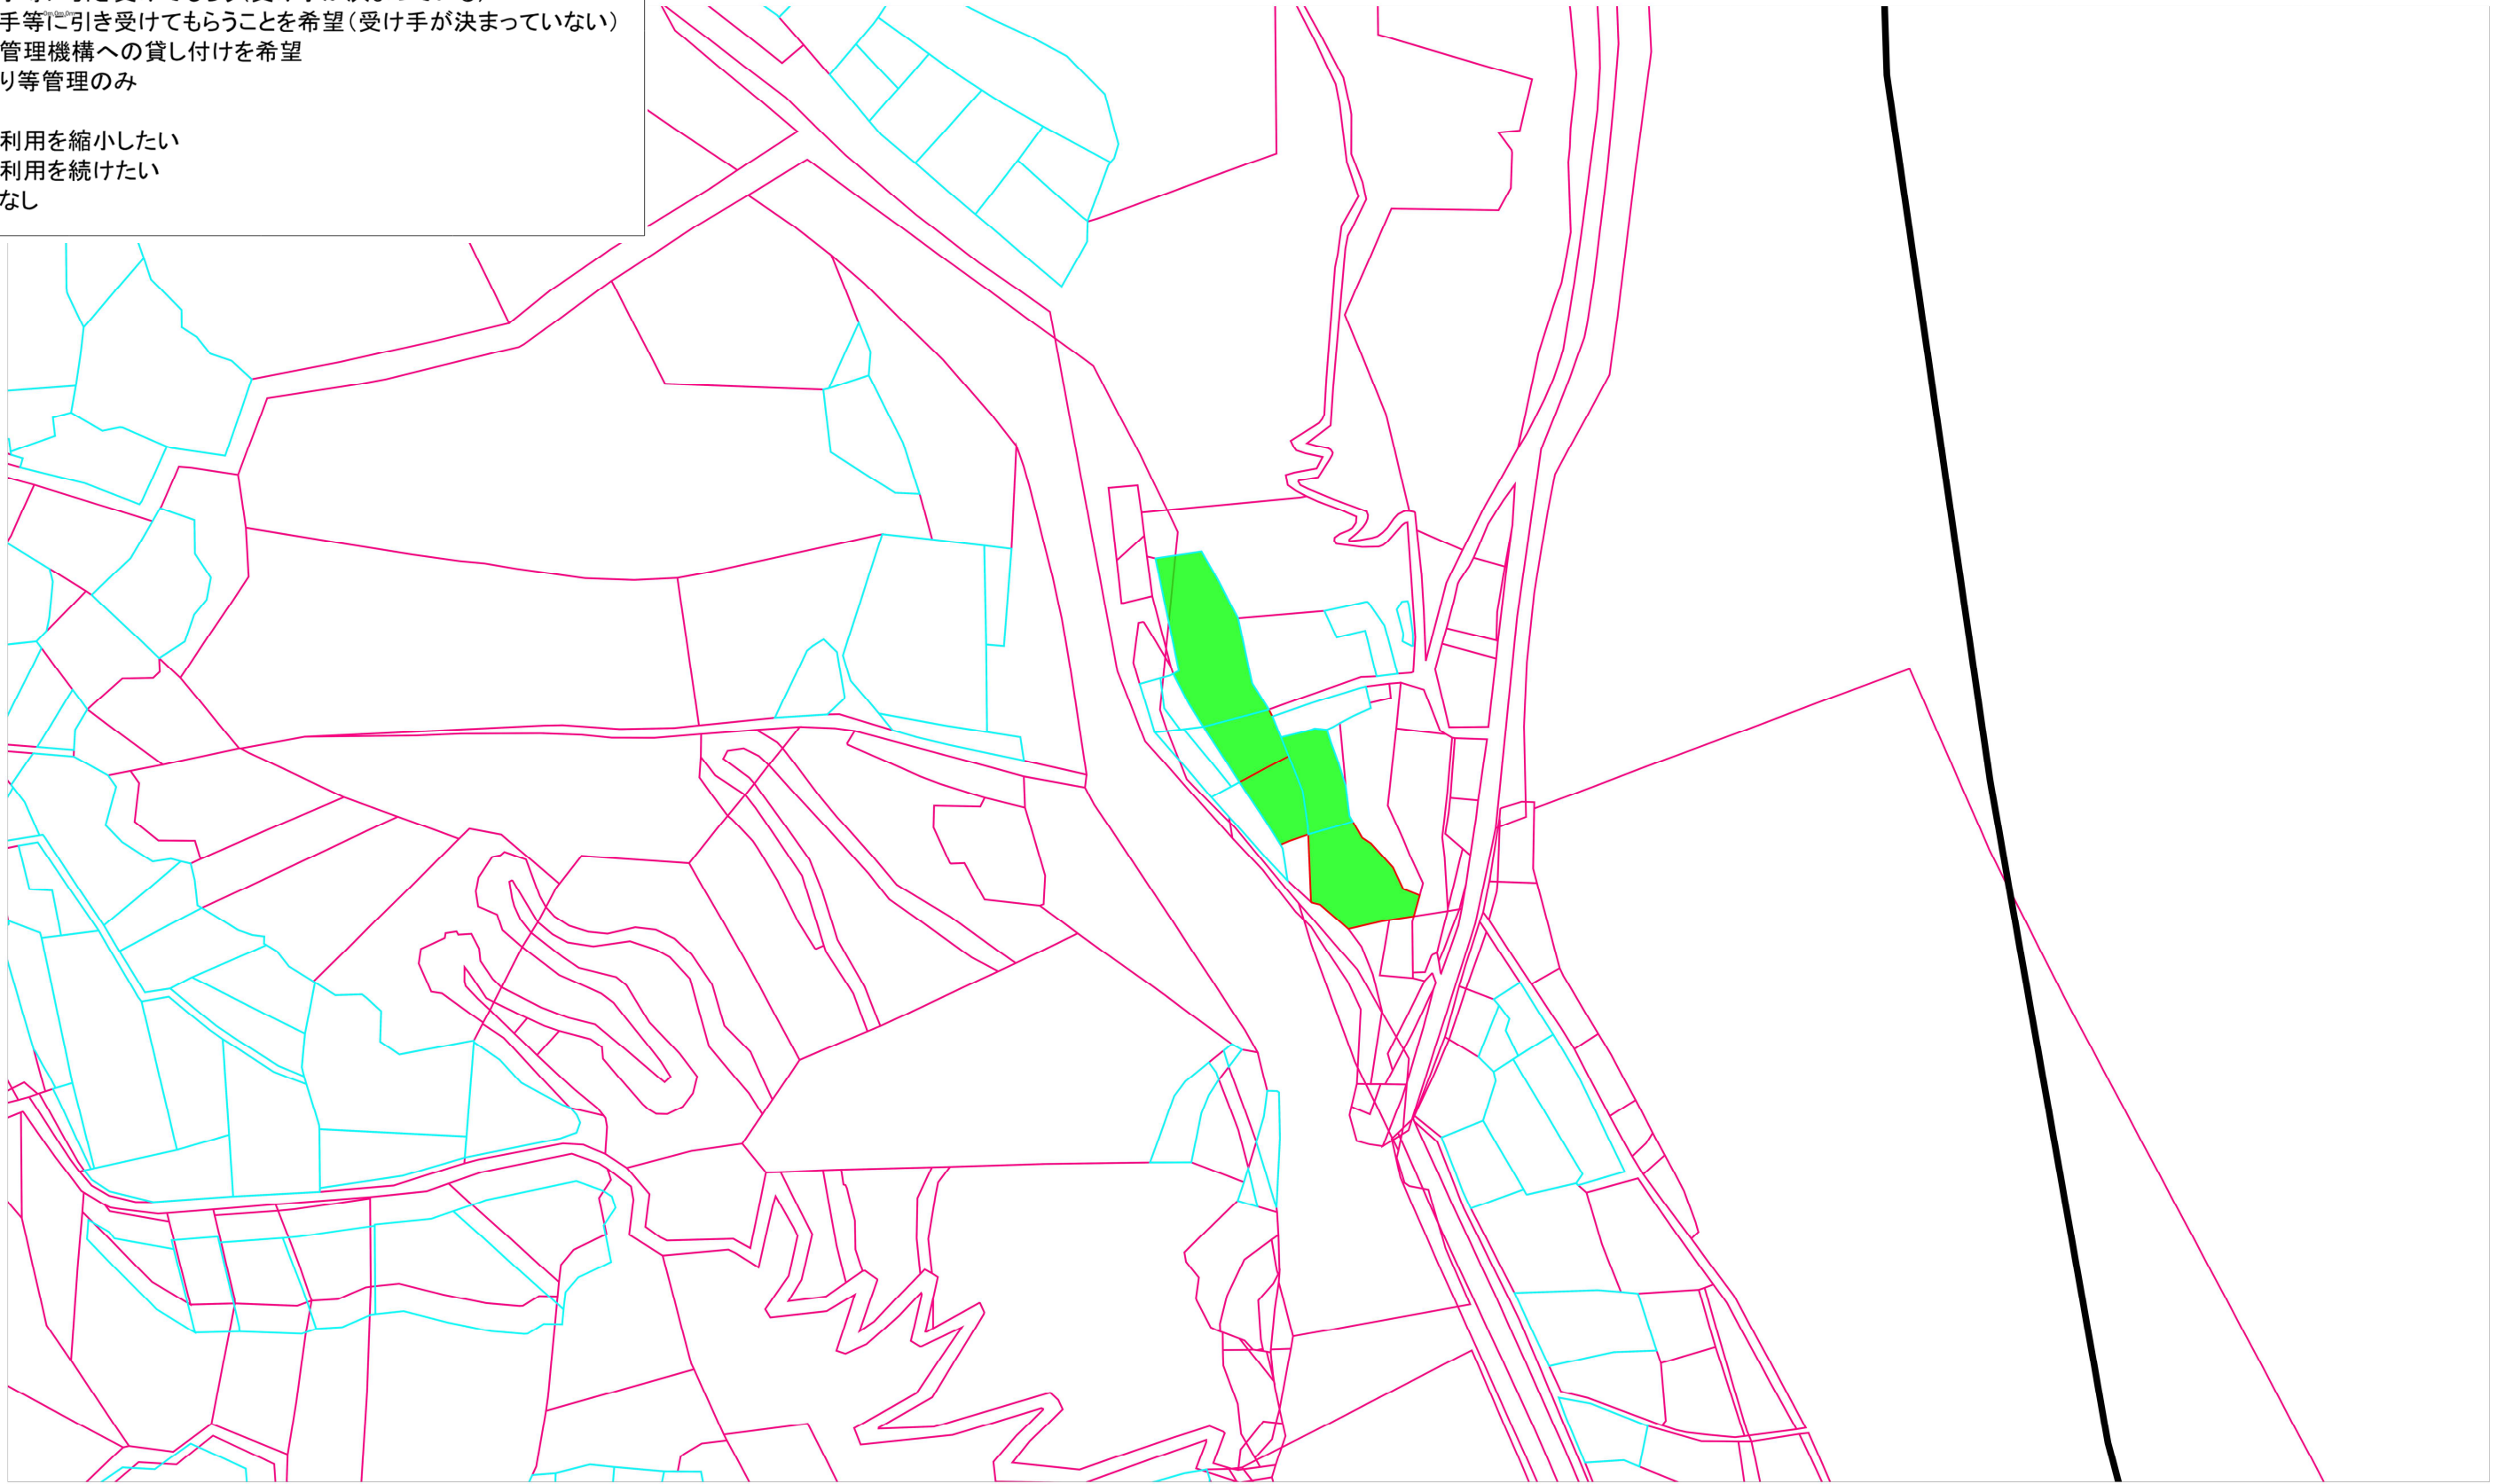 手等に引き受けてもらうことを希望（受け手が決まっていない）
管理機構への貸し付けを希望
り等管理のみ
利用を縮小したい
利用を続けたい
なし